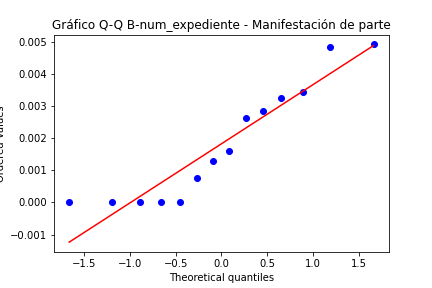 Gráfico Q-Q B-num_expediente - Manifestación de parte
0.005
0.004
0.003
0.002
0.001
0.000
−0.001
Ordered Values
−1.5 −1.0 −0.5 0.0 0.5 1.0 1.5
Theoretical quantiles